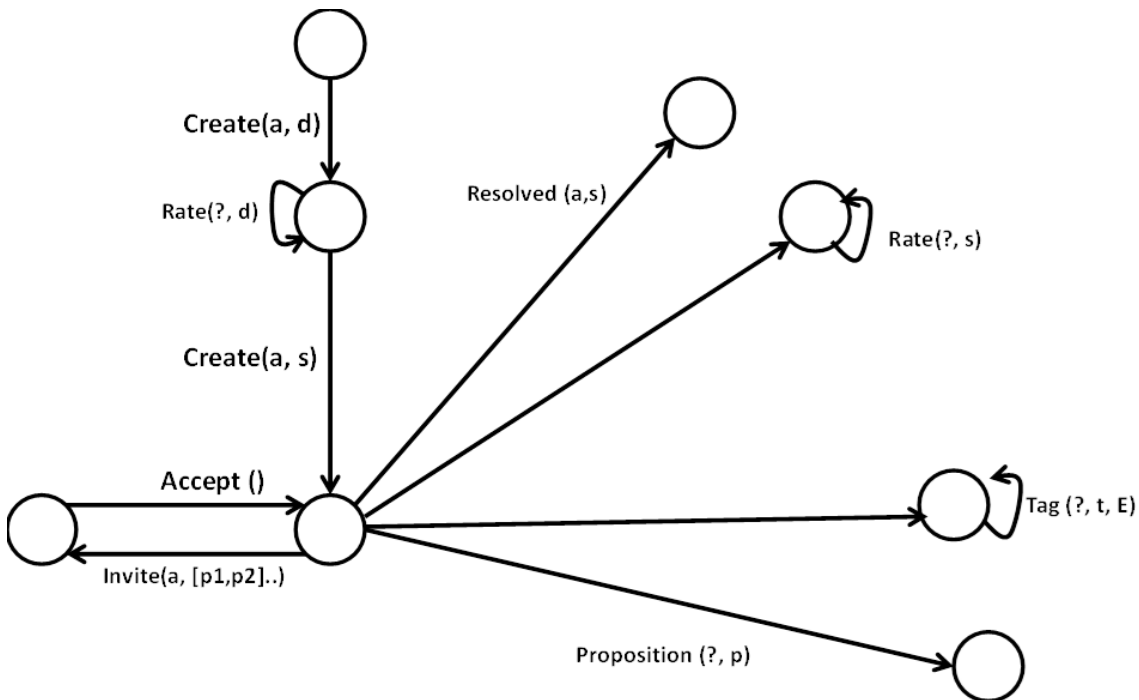 Create(a, d)
Rate(?, d)
Resolved (a,s)
Rate(?, s)
Create(a, s)
Accept ()
Tag (?, t, E)
Invite(a, [p1,p2]..)
Proposition (?, p)